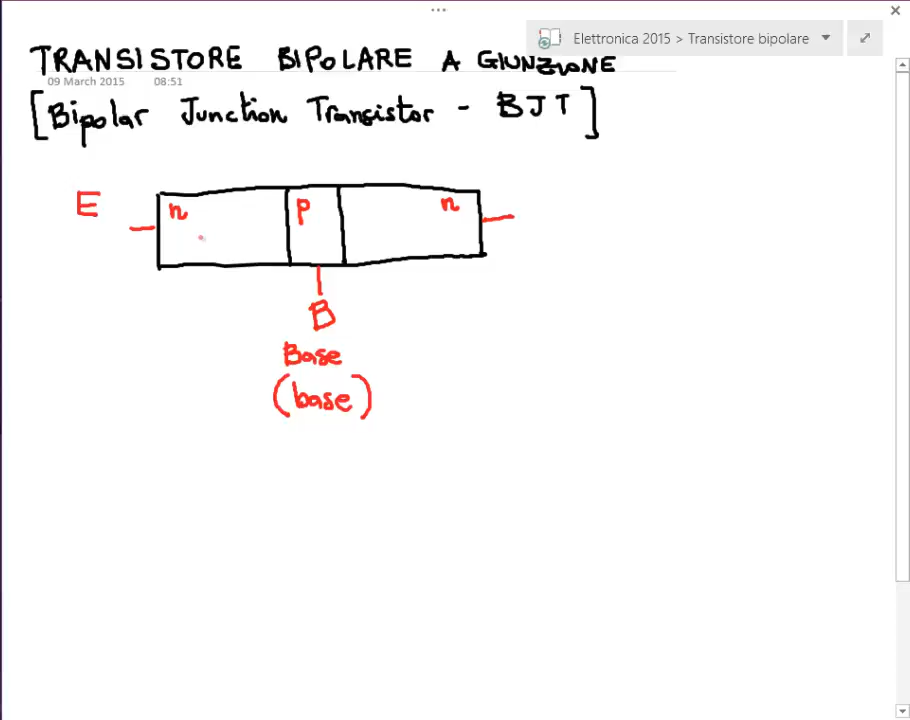 Elettronica 2015 > Transistore bipolare
TRANSISTORE BIPOLARE A GIUNZIONE
09 March 2015 08:51
[Bipolar Junction Transistor - BJT]
E
n p n
B
Base
(base)